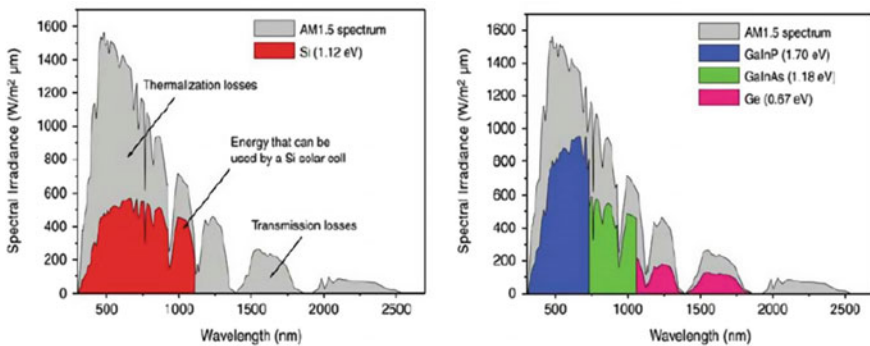 1600
1400
1200
1000
800
600
400
200
0
Spectral Irradiance (W/m² µm)
AM1.5 spectrum
Si (1.12 eV)
Thermalization losses
Energy that can be
used by a Si solar cell
Transmission losses
500 750 1000 1500 2000 2500
Wavelength (nm)
1600
1400
1200
1000
800
600
400
200
0
Spectral Irradiance (W/m² µm)
AM1.5 spectrum
GaInP (1.70 eV)
GaInAs (1.18 eV)
Ge (0.67 eV)
500 1000 1500 2000 2500
Wavelength (nm)